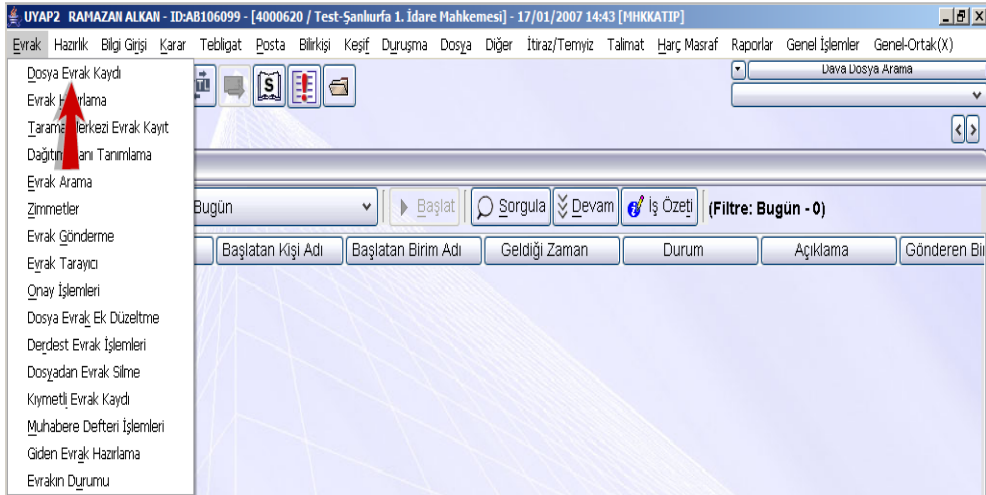 UYAP2 RAMAZAN ALKAN - ID:AB106099 - [4000620 / Test-Şanlıurfa 1. İdare Mahkemesi] - 17/01/2007 14:43 [MHKKATIP]
Evrak Hazırlık Bilgi Girişi Karar Tebligat Posta Bilirkişi Keşif Duruşma Dosya Diğer İtiraz/Temyiz Talimat Harç Masraf Raporlar Genel İşlemler Genel-Ortak(X)
Dosya Evrak Kaydı
Dava Dosya Arama
Evrak Hazırlama
Tarama Merkezi Evrak Kayıt
Dağıtım Tanımlama
Evrak Arama
Zimmetler
Bugün Başlat Sorgula Devam İş Özeti (Filtre: Bugün - 0)
Evrak Gönderme
Başlatan Kişi Adı Başlatan Birim Adı Geldiği Zaman Durum Açıklama Gönderen
Evrak Tarayıcı
Onay İşlemleri
Dosya Evrak Ek Düzeltme
Derdest Evrak İşlemleri
Dosyadan Evrak Silme
Kıymetli Evrak Kaydı
Muhabere Defteri İşlemleri
Giden Evrak Hazırlama
Evrakın Durumu